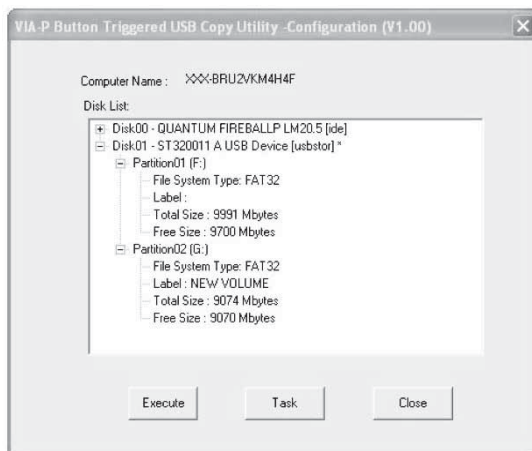 VIA-P Button Triggered USB Copy Utility -Configuration (V1.00)
Computer Name : XXX-BRU2VKM4H4F
Disk List:
Disk00 - QUANTUM FIREBALLP LM20.5 [ide]
Disk01 - ST320011 A USB Device [usbstor] *
Partition01 (F:)
File System Type: FAT32
Label :
Total Size : 9991 Mbytes
Free Size : 9700 Mbytes
Partition02 (G:)
File System Type: FAT32
Label : NEW VOLUME
Total Size : 9074 Mbytes
Free Size : 9070 Mbytes
Execute Task Close